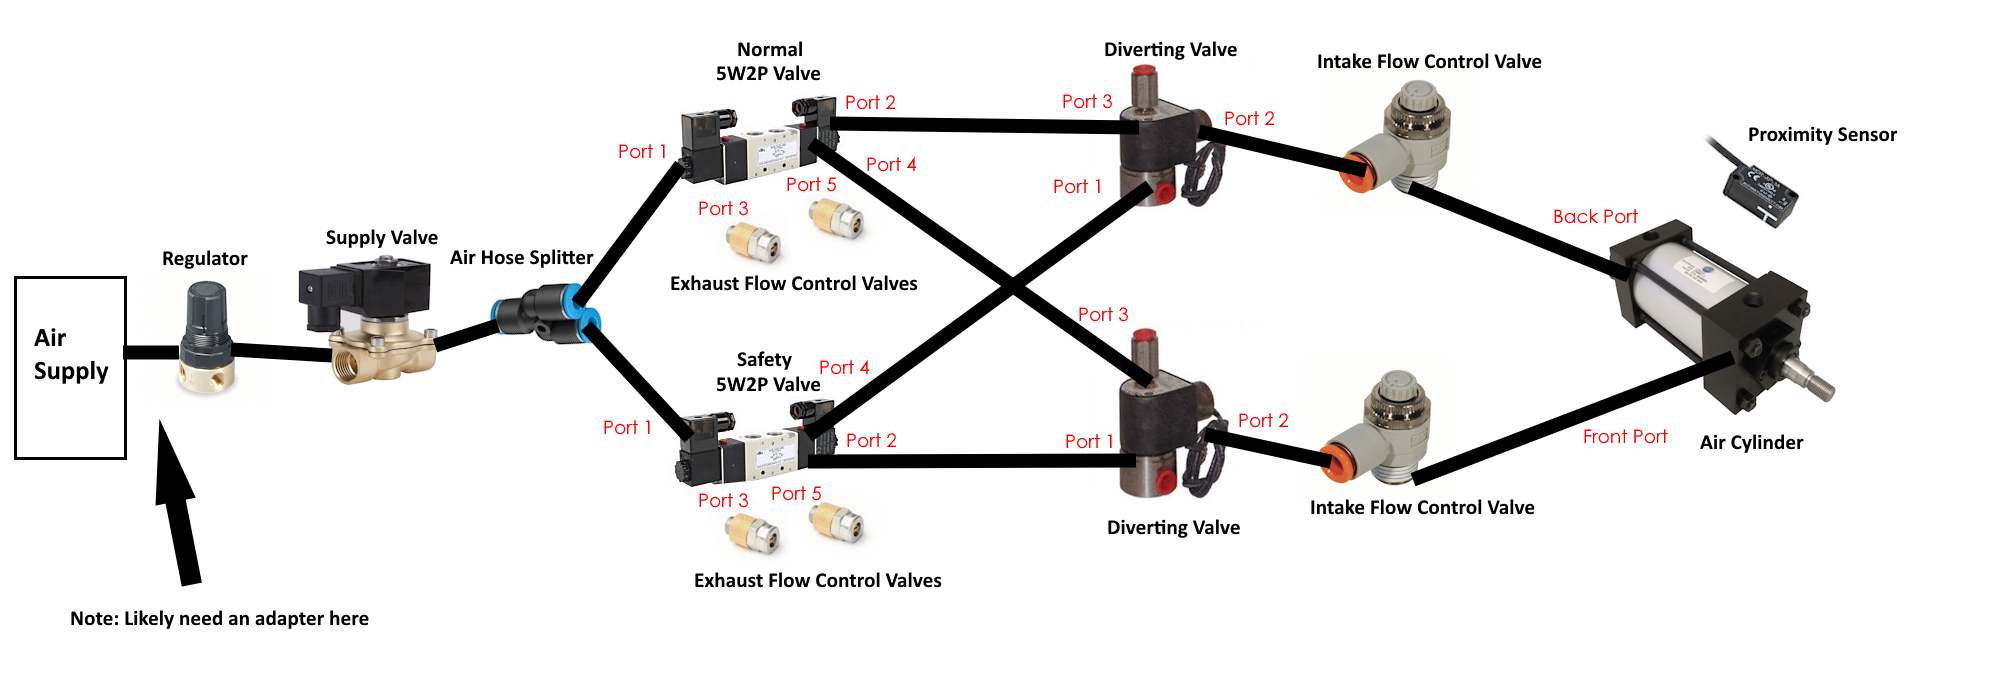 Normal
5W2P Valve
Diverting Valve
Intake Flow Control Valve
Port 2
Port 3
Port 2
Proximity Sensor
Port 1
Port 4
Port 5
Port 1
Port 3
Back Port
Supply Valve
Regulator
Air Hose Splitter
Exhaust Flow Control Valves
Air
Supply
Port 3
Safety
5W2P Valve
Port 4
Port 1
Port 2
Port 1
Port 2
Front Port
Air Cylinder
Port 3
Port 5
Intake Flow Control Valve
Diverting Valve
Exhaust Flow Control Valves
Note: Likely need an adapter here